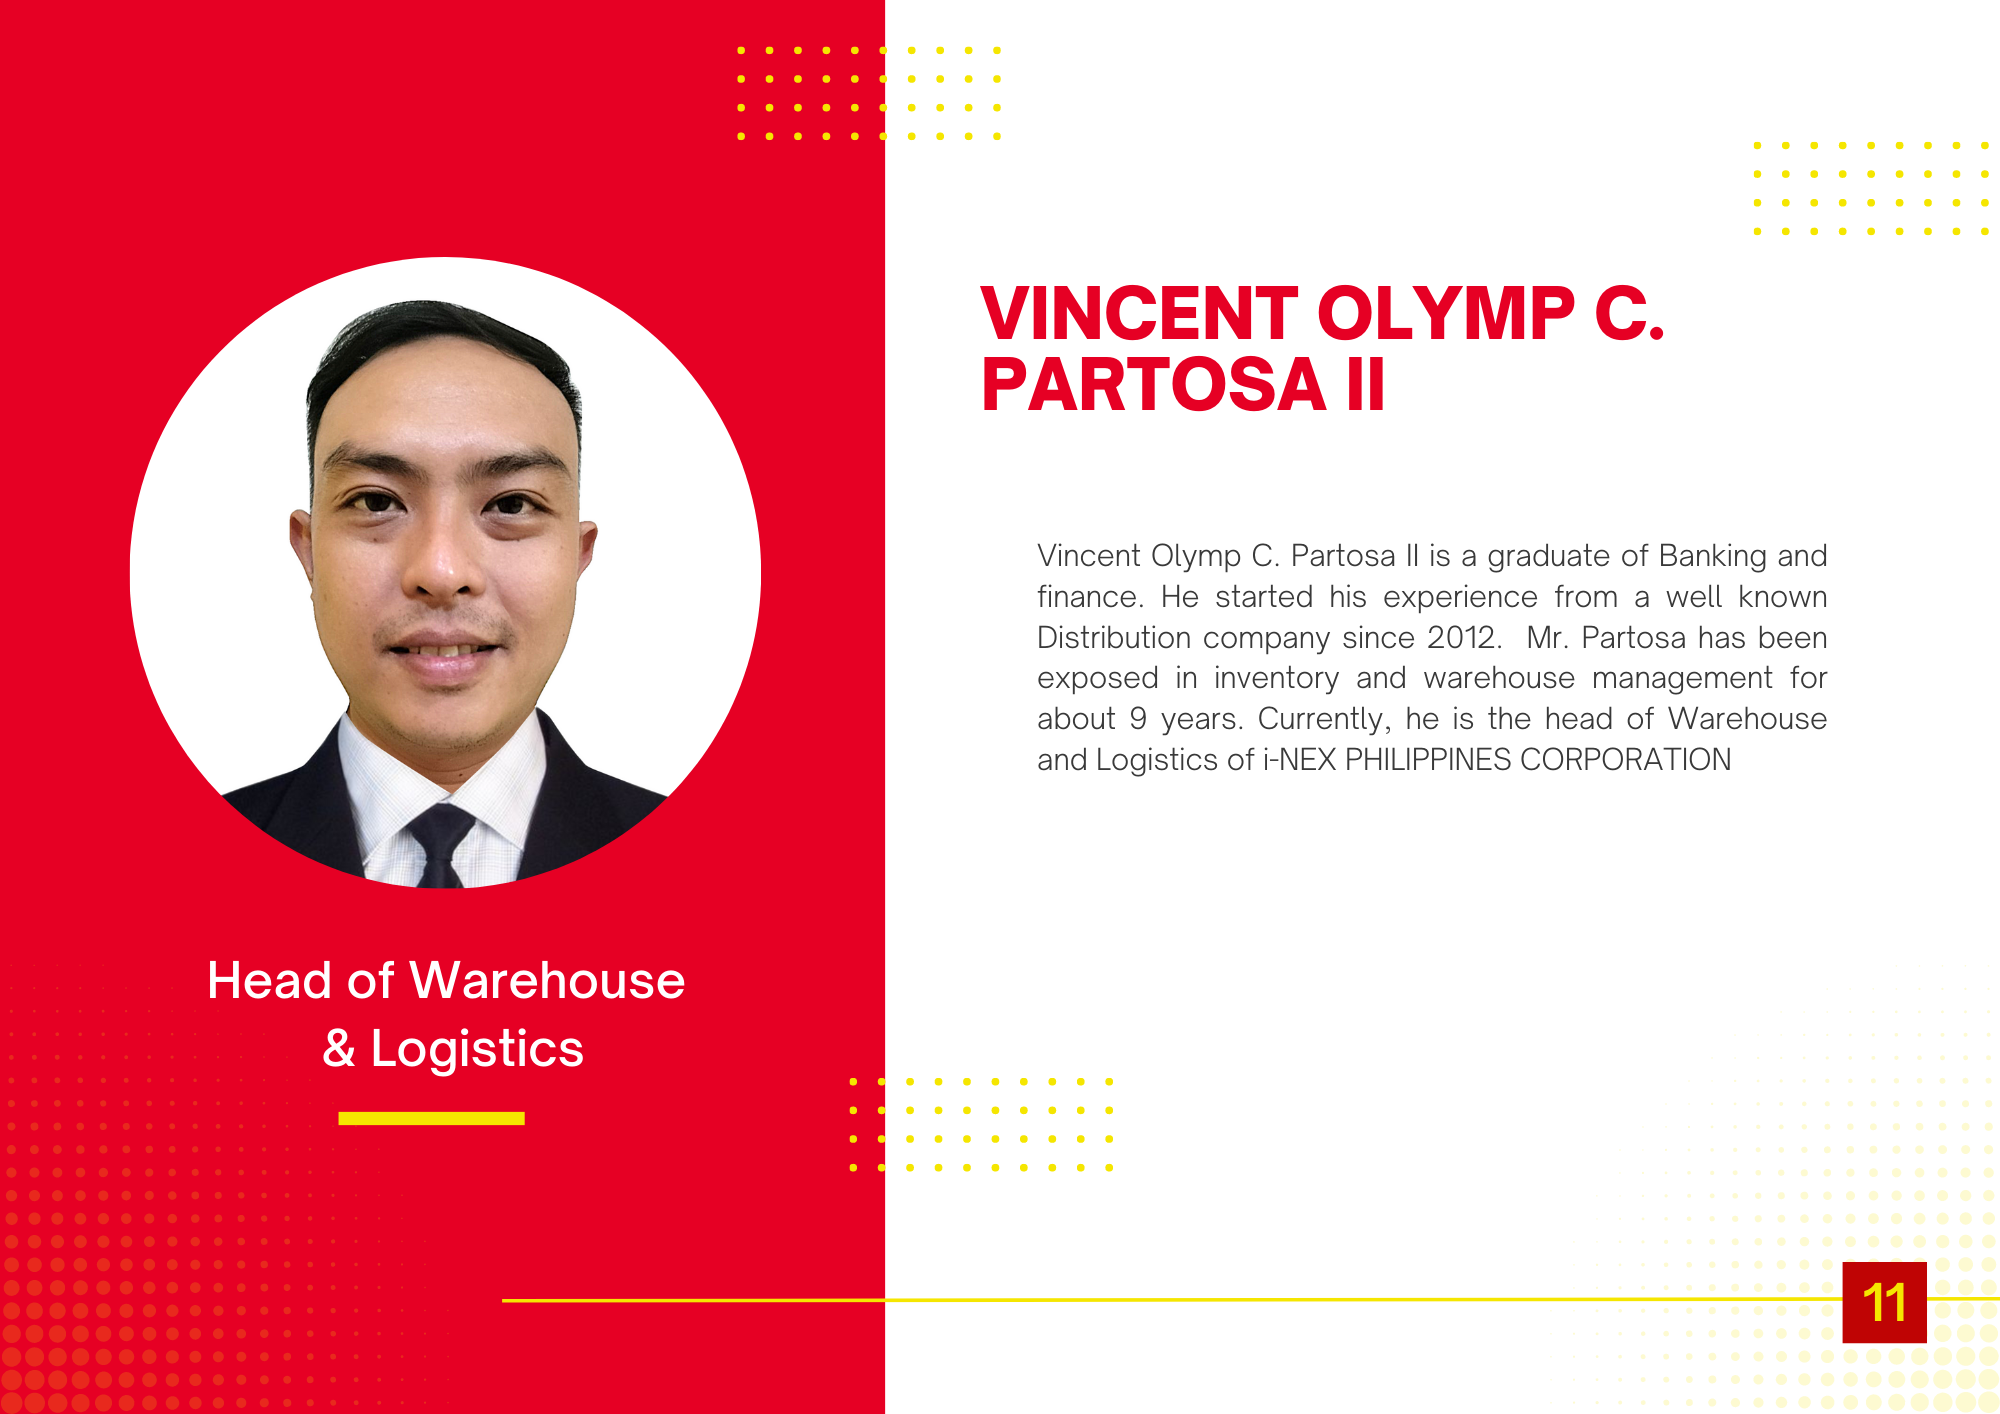 VINCENT OLYMP C.
PARTOSA II
Vincent Olymp C. Partosa II is a graduate of Banking and
finance. He started his experience from a well known
Distribution company since 2012. Mr. Partosa has been
exposed in inventory and warehouse management for
about 9 years. Currently, he is the head of Warehouse
and Logistics of i-NEX PHILIPPINES CORPORATION
Head of Warehouse
& Logistics
11